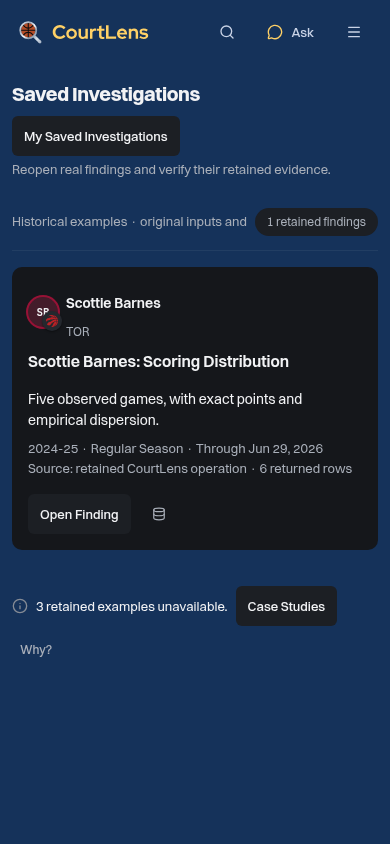 CourtLens
Ask
Saved Investigations
My Saved Investigations
Reopen real findings and verify their retained evidence.
Historical examples · original inputs and
1 retained findings
Scottie Barnes
TOR
Scottie Barnes: Scoring Distribution
Five observed games, with exact points and
empirical dispersion.
2024-25 · Regular Season · Through Jun 29, 2026
Source: retained CourtLens operation · 6 returned rows
Open Finding
3 retained examples unavailable.
Case Studies
Why?